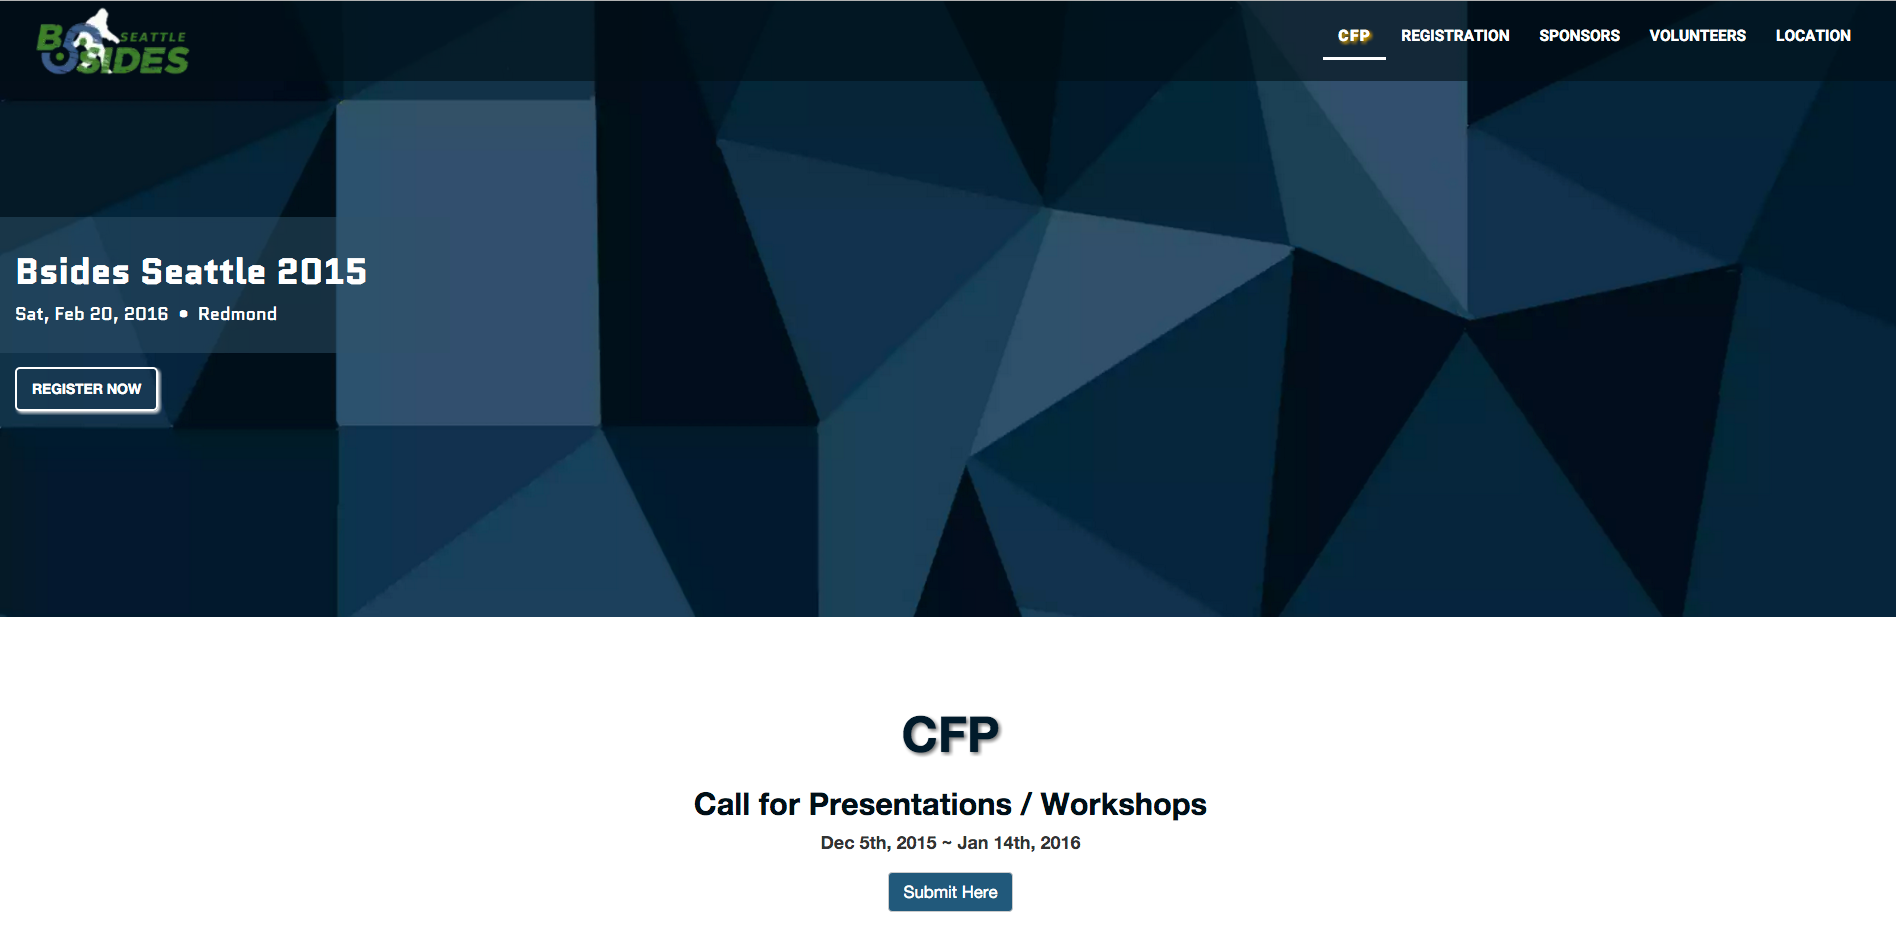 BSIDES SEATTLE
CFP REGISTRATION SPONSORS VOLUNTEERS LOCATION
Bsides Seattle 2015
Sat, Feb 20, 2016 • Redmond
REGISTER NOW
CFP
Call for Presentations / Workshops
Dec 5th, 2015 ~ Jan 14th, 2016
Submit Here